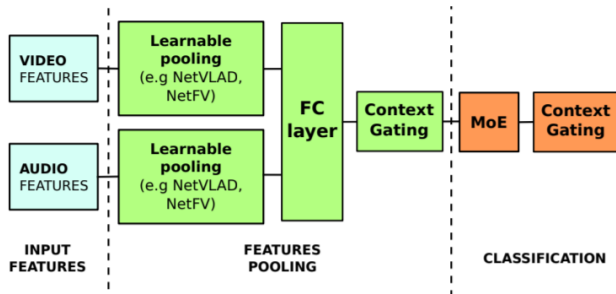 VIDEO
FEATURES
Learnable
pooling
(e.g NetVLAD,
NetFV)
AUDIO
FEATURES
Learnable
pooling
(e.g NetVLAD,
NetFV)
FC
layer
Context
Gating
MoE
Context
Gating
INPUT
FEATURES
FEATURES
POOLING
CLASSIFICATION